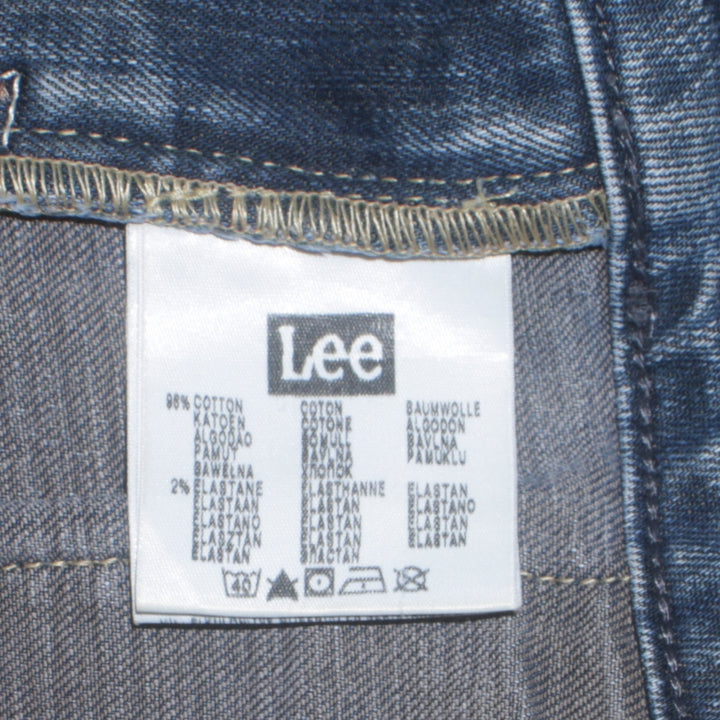 Lee
98% COTTON COTON BAUMWOLLE
KATOEN COTONE ALGODON
ALGODÃO BOMULL BAVLNA
PAMUT BAVLNA PAMUKLU
BAWEŁNA ХЛОПОК
2% ELASTANE ELASTHANNE ELASTAN
ELASTAAN ELASTAN ELASTANO
ELASTANO ELASTAN ELASTAN
ELASZTAN ELASTAN ELASTAN
ELASTAN ЭЛАСТАН
40